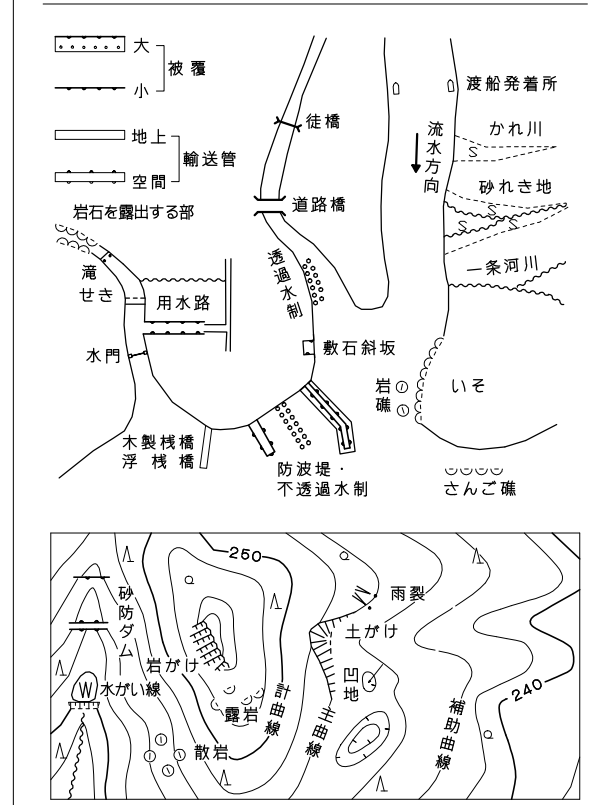 大
被覆
小
地上
輸送管
空間
岩石を露出する部
滝
せき
用水路
水門
木製桟橋
浮桟橋
徒橋
道路橋
透過水制
敷石斜坂
防波堤・
不透過水制
渡船発着所
流水方向
かれ川
砂れき地
一条河川
岩礁
いそ
さんご礁
250
砂防ダム
水がい線
岩がけ
露岩
散岩
計曲線
主曲線
雨裂
土がけ
凹地
補助曲線
240